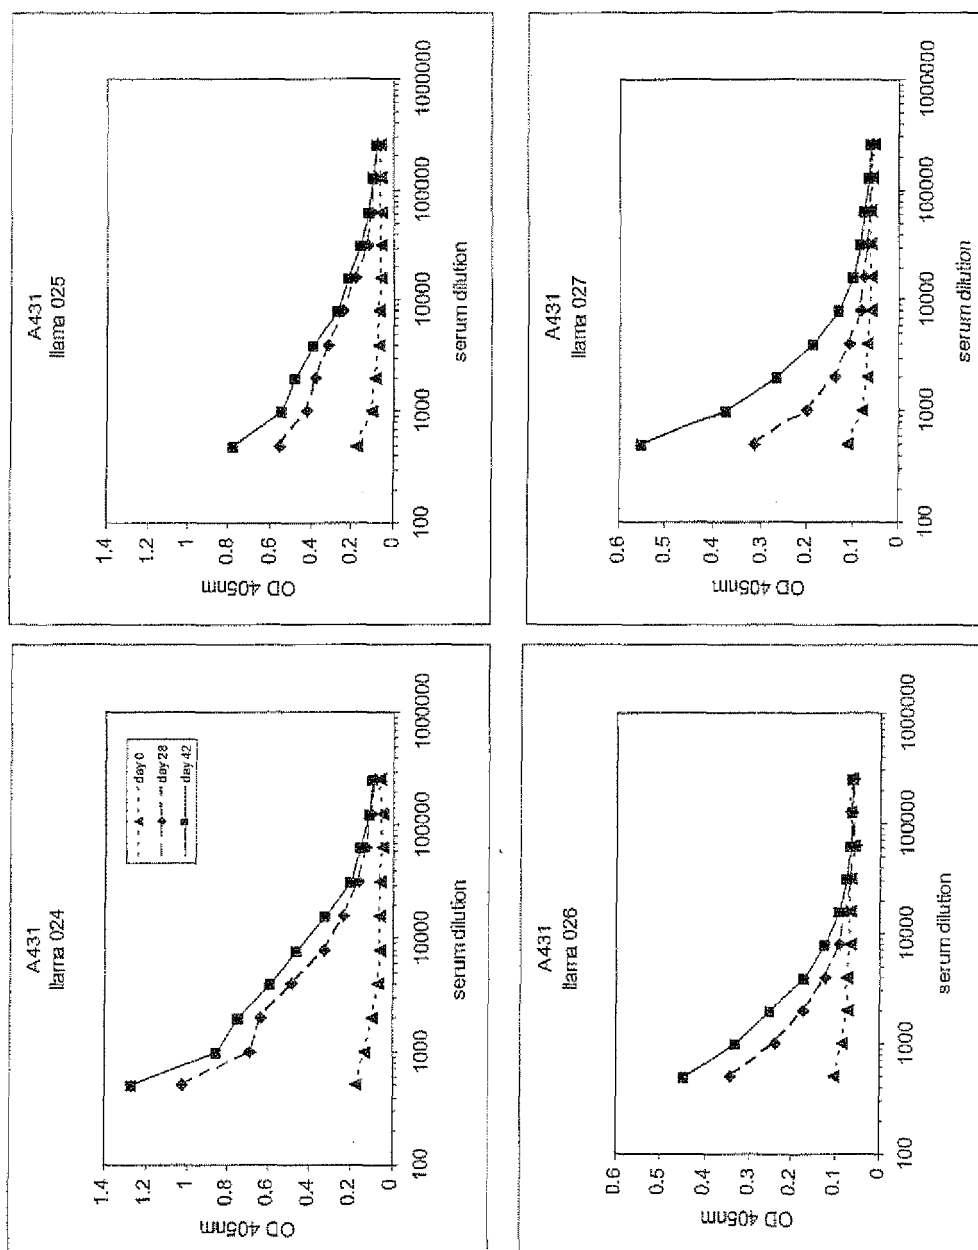 A431
llama 024
day 0
day 28
day 42
1.4
1.2
1
0.8
0.6
0.4
0.2
0
OD 405nm
100 1000 10000 100000 1000000
serum dilution
A431
llama 025
1.4
1.2
1
0.8
0.6
0.4
0.2
0
OD 405nm
100 1000 10000 100000 1000000
serum dilution
A431
llama 026
0.6
0.5
0.4
0.3
0.2
0.1
0
OD 405nm
100 1000 10000 100000 1000000
serum dilution
A431
llama 027
0.6
0.5
0.4
0.3
0.2
0.1
0
OD 405nm
100 1000 10000 100000 1000000
serum dilution